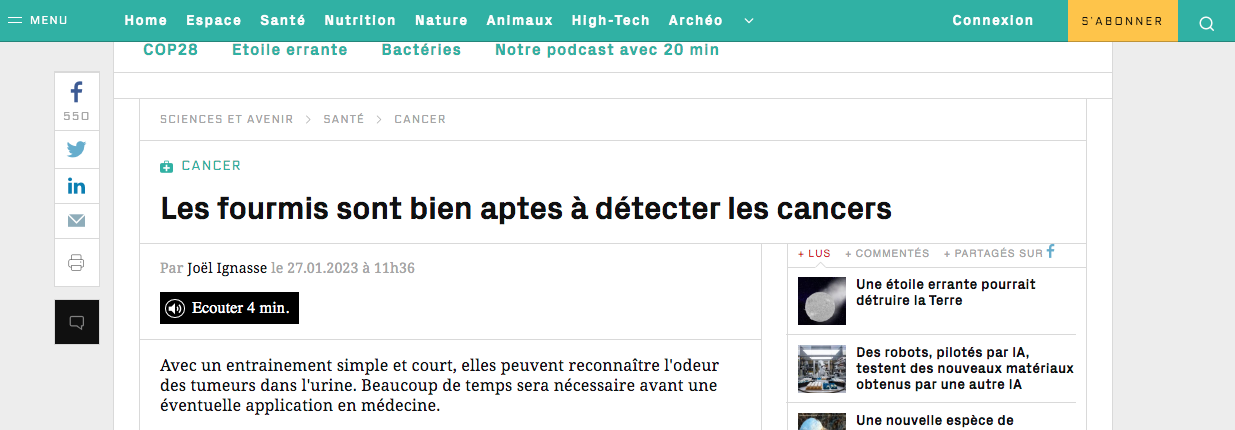 MENU
Home Espace Santé Nutrition Nature Animaux High-Tech Archéo
Connexion
S'ABONNER
COP28 Etoile errante Bactéries Notre podcast avec 20 min
550
SCIENCES ET AVENIR > SANTÉ > CANCER
CANCER
Les fourmis sont bien aptes à détecter les cancers
Par Joël Ignasse le 27.01.2023 à 11h36
Ecouter 4 min.
Avec un entrainement simple et court, elles peuvent reconnaître l'odeur
des tumeurs dans l'urine. Beaucoup de temps sera nécessaire avant une
éventuelle application en médecine.
+ LUS + COMMENTÉS + PARTAGÉS SUR
Une étoile errante pourrait
détruire la Terre
Des robots, pilotés par IA,
testent des nouveaux matériaux
obtenus par une autre IA
Une nouvelle espèce de